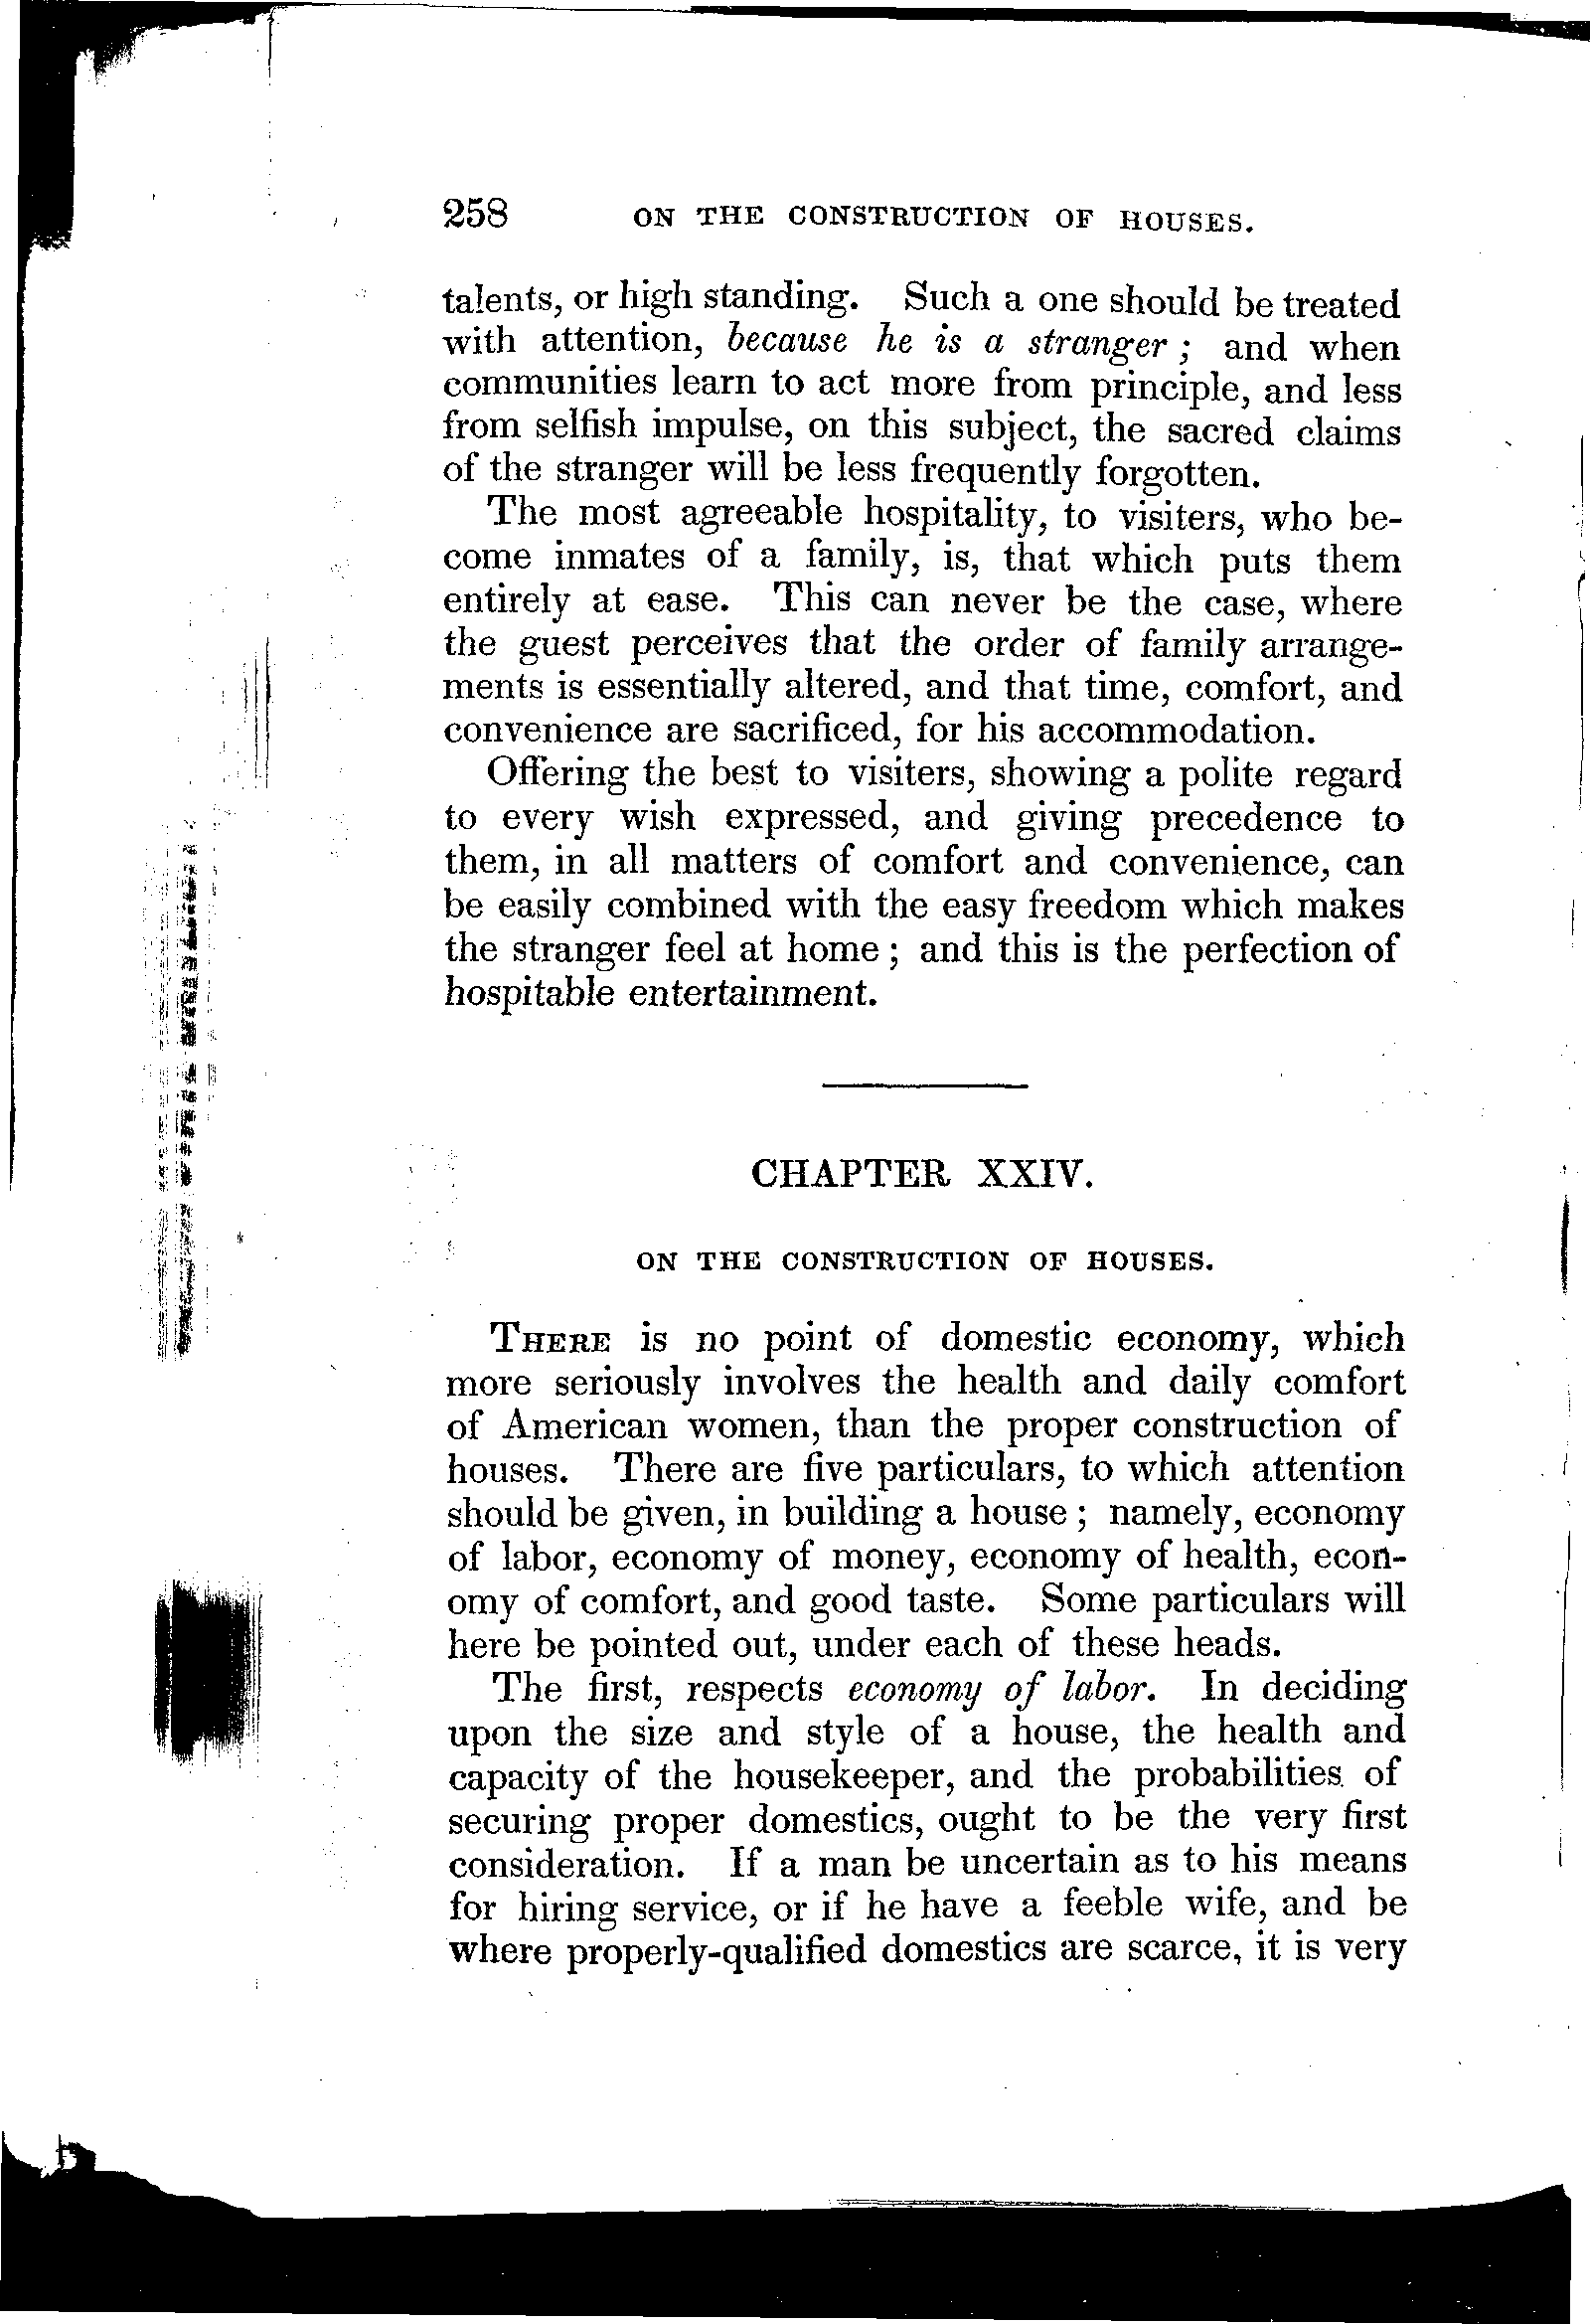 258 ON THE CONSTRUCTION OF HOUSES.
talents, or high standing. Such a one should be treated
with attention, because he is a stranger; and when
communities learn to act more from principle, and less
from selfish impulse, on this subject, the sacred claims
of the stranger will be less frequently forgotten.
The most agreeable hospitality, to visiters, who be-
come inmates of a family, is, that which puts them
entirely at ease. This can never be the case, where
the guest perceives that the order of family arrange-
ments is essentially altered, and that time, comfort, and
convenience are sacrificed, for his accommodation.
Offering the best to visiters, showing a polite regard
to every wish expressed, and giving precedence to
them, in all matters of comfort and convenience, can
be easily combined with the easy freedom which makes
the stranger feel at home; and this is the perfection of
hospitable entertainment.
CHAPTER XXIV.
ON THE CONSTRUCTION OF HOUSES.
THERE is no point of domestic economy, which
more seriously involves the health and daily comfort
of American women, than the proper construction of
houses. There are five particulars, to which attention
should be given, in building a house; namely, economy
of labor, economy of money, economy of health, econ-
omy of comfort, and good taste. Some particulars will
here be pointed out, under each of these heads.
The first, respects economy of labor. In deciding
upon the size and style of a house, the health and
capacity of the housekeeper, and the probabilities of
securing proper domestics, ought to be the very first
consideration. If a man be uncertain as to his means
for hiring service, or if he have a feeble wife, and be
where properly-qualified domestics are scarce, it is very